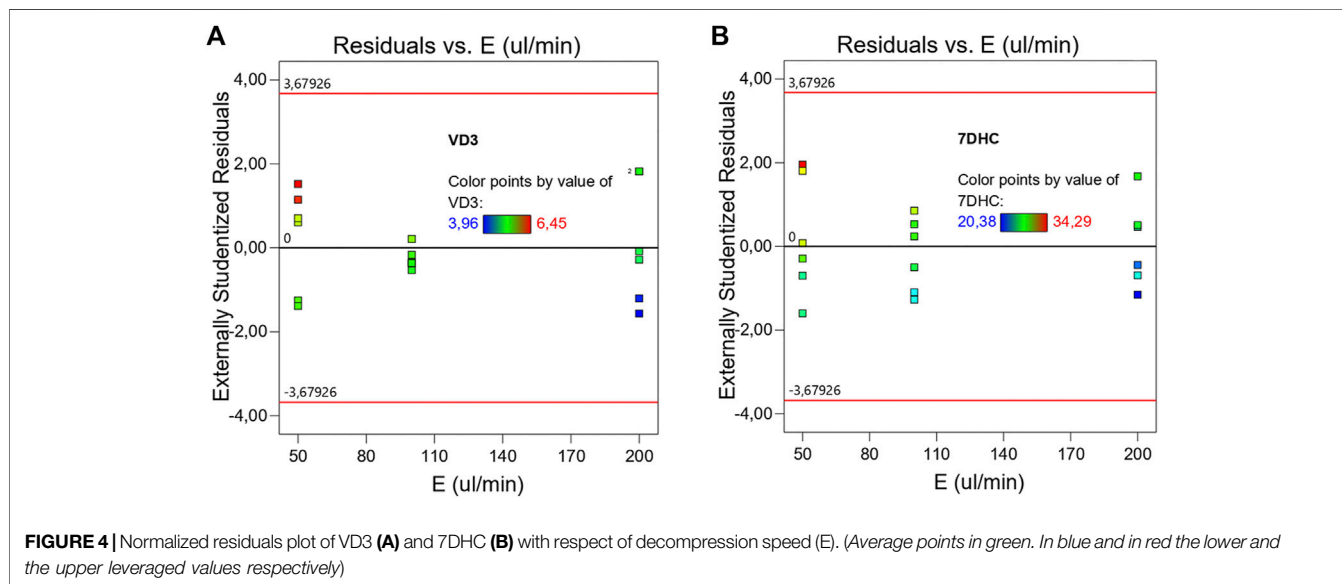 A
Residuals vs. E (ul/min)
Externally Studentized Residuals
4,00
2,00
0,00
-2,00
-4,00
3,67926
0
-3,67926
VD3
Color points by value of
VD3:
3,96 6,45
2
50 80 110 140 170 200
E (ul/min)
B
Residuals vs. E (ul/min)
Externally Studentized Residuals
4,00
2,00
0,00
-2,00
-4,00
3,67926
0
-3,67926
7DHC
Color points by value of
7DHC:
20,38 34,29
50 80 110 140 170 200
E (ul/min)
FIGURE 4 | Normalized residuals plot of VD3 (A) and 7DHC (B) with respect of decompression speed (E). (Average points in green. In blue and in red the lower and
the upper leveraged values respectively)